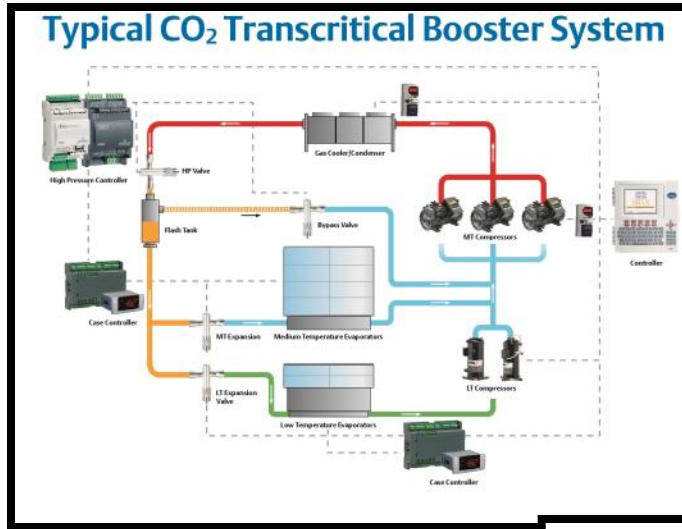 Typical CO₂ Transcritical Booster System
Gas Cooler/Condenser
High Pressure Controller
HP Valve
Flash Tank
Bypass Valve
MT Compressors
Controller
Case Controller
MT Expansion
Medium Temperature Evaporators
LT Expansion
Valve
LT Compressors
Low Temperature Evaporators
Case Controller